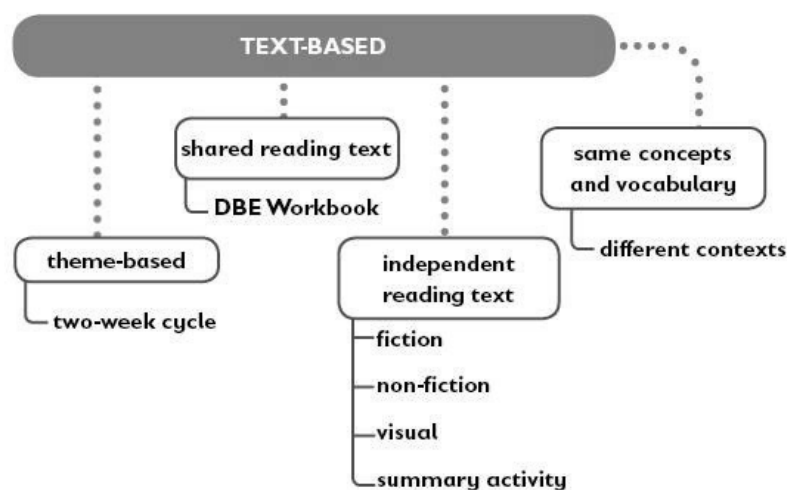 TEXT-BASED
shared reading text
DBE Workbook
same concepts
and vocabulary
different contexts
theme-based
two-week cycle
independent
reading text
fiction
non-fiction
visual
summary activity